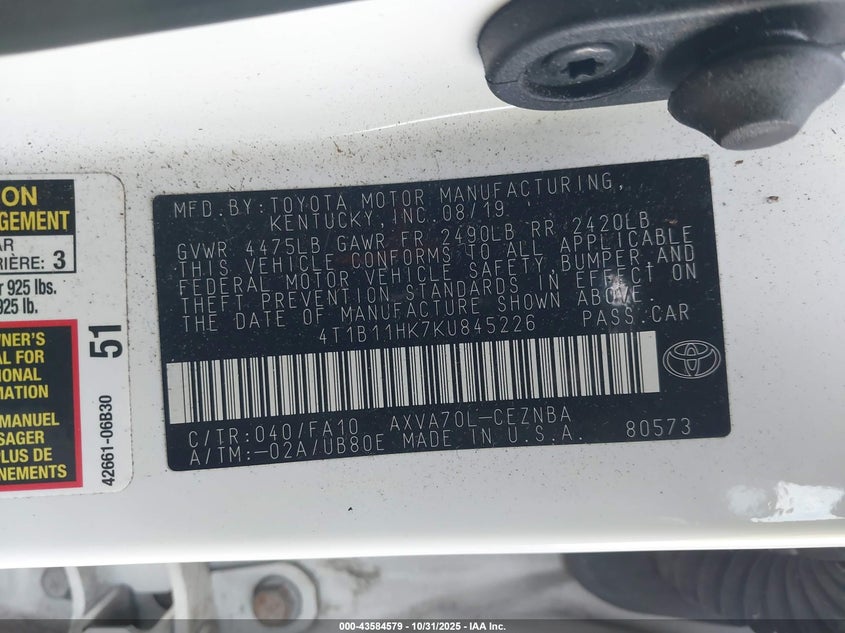 ION
GEMENT
AR
RIÈRE: 3
r 925 lbs.
925 lb.
WNER'S
AL FOR
IONAL
RMATION
MANUEL
SAGER
PLUS DE
NEMENTS
51
42661-06B30
MFD. BY: TOYOTA MOTOR MANUFACTURING,
KENTUCKY, INC. 08/19
GVWR 4475LB GAWR FR 2490LB RR 2420LB
THIS VEHICLE CONFORMS TO ALL APPLICABLE
FEDERAL MOTOR VEHICLE SAFETY, BUMPER AND
THEFT PREVENTION STANDARDS IN EFFECT ON
THE DATE OF MANUFACTURE SHOWN ABOVE.
4T1B11HK7KU845226 PASS. CAR
C/TR: 040/FA10 AXVA70L-CEZNBA
A/TM: -02A/UB80E MADE IN U.S.A. 80573
000-43584579 | 10/31/2025 | IAA Inc.